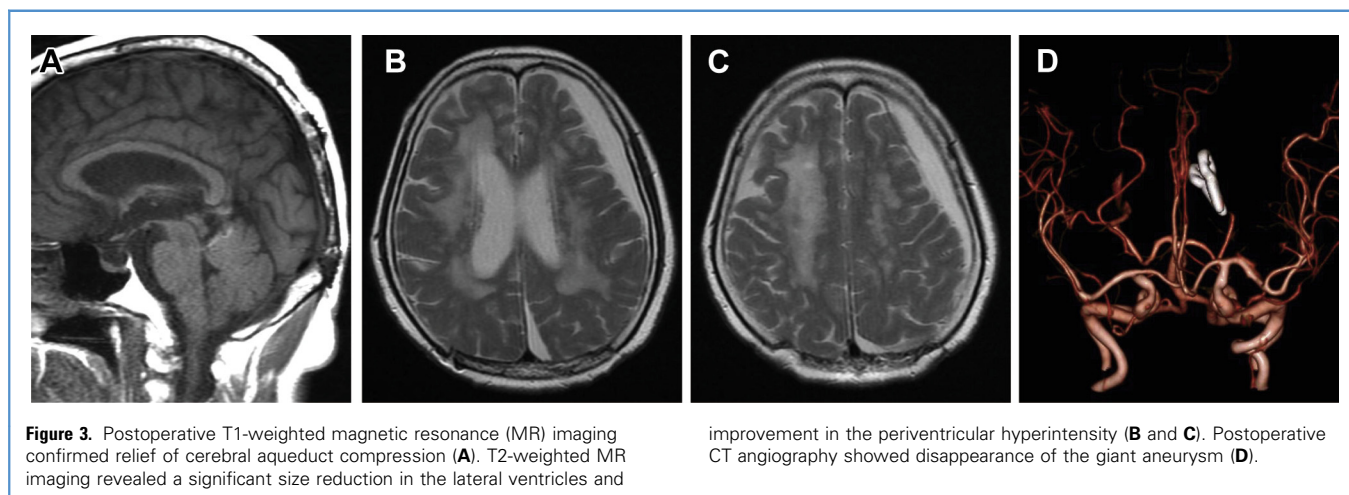 A
B
C
D
Figure 3. Postoperative T1-weighted magnetic resonance (MR) imaging
confirmed relief of cerebral aqueduct compression (A). T2-weighted MR
imaging revealed a significant size reduction in the lateral ventricles and
improvement in the periventricular hyperintensity (B and C). Postoperative
CT angiography showed disappearance of the giant aneurysm (D).